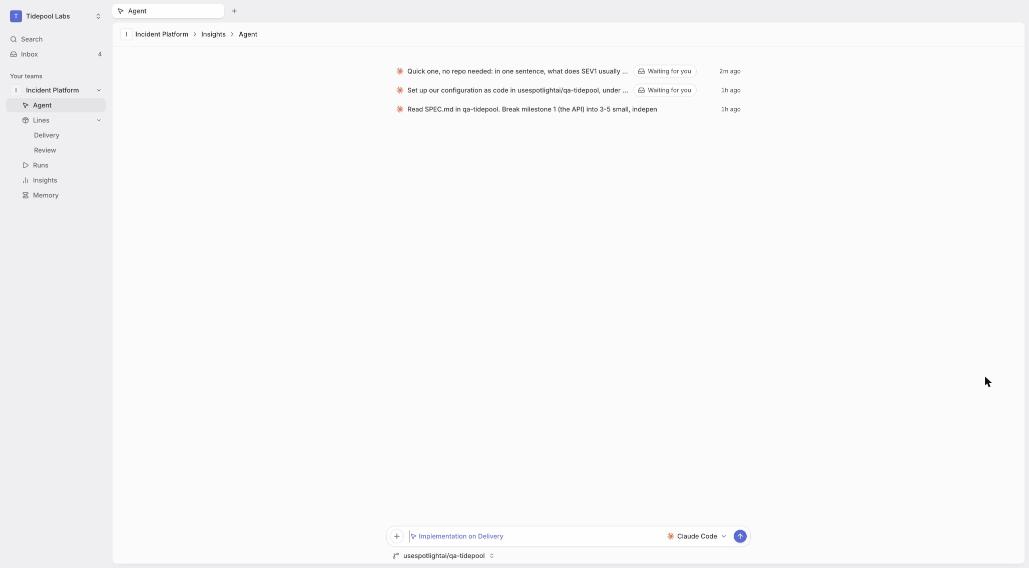 T Tidepool Labs
Agent
Search
Inbox 4
Your teams
I Incident Platform
Agent
Lines
Delivery
Review
Runs
Insights
Memory
I Incident Platform > Insights > Agent
Quick one, no repo needed: in one sentence, what does SEV1 usually ... Waiting for you 2m ago
Set up our configuration as code in usespotlightai/qa-tidepool, under ... Waiting for you 1h ago
Read SPEC.md in qa-tidepool. Break milestone 1 (the API) into 3-5 small, indepen 1h ago
Implementation on Delivery Claude Code
usespotlightai/qa-tidepool